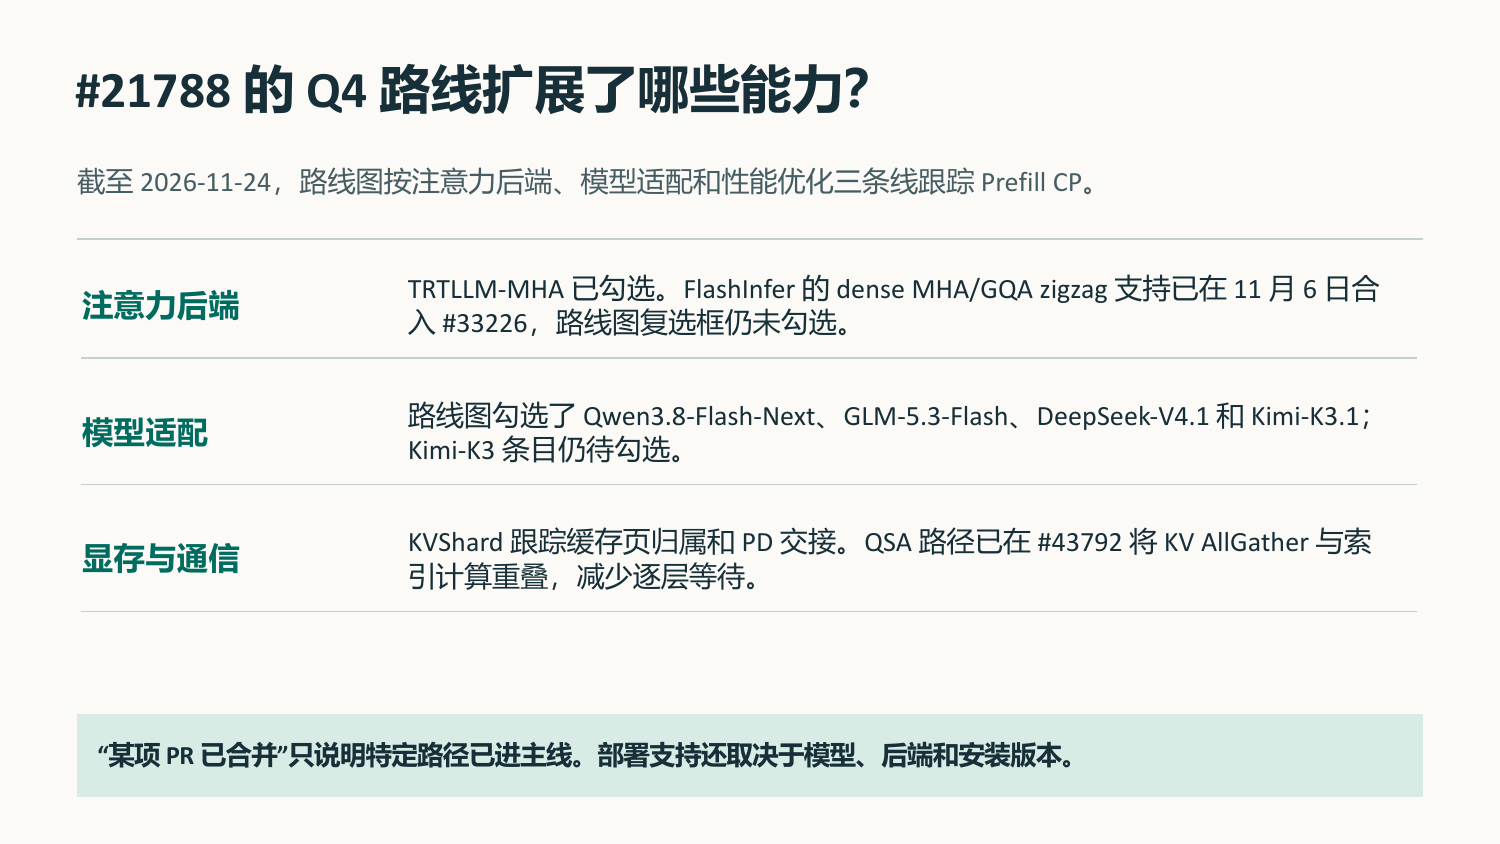 #21788 的 Q4 路线扩展了哪些能力？
截至 2026-11-24，路线图按注意力后端、模型适配和性能优化三条线跟踪 Prefill CP。
注意力后端
TRTLLM-MHA 已勾选。FlashInfer 的 dense MHA/GQA zigzag 支持已在 11 月 6 日合
入 #33226，路线图复选框仍未勾选。
模型适配
路线图勾选了 Qwen3.8-Flash-Next、GLM-5.3-Flash、DeepSeek-V4.1 和 Kimi-K3.1；
Kimi-K3 条目仍待勾选。
显存与通信
KVShard 跟踪缓存页归属和 PD 交接。QSA 路径已在 #43792 将 KV AllGather 与索
引计算重叠，减少逐层等待。
“某项 PR 已合并”只说明特定路径已进主线。部署支持还取决于模型、后端和安装版本。